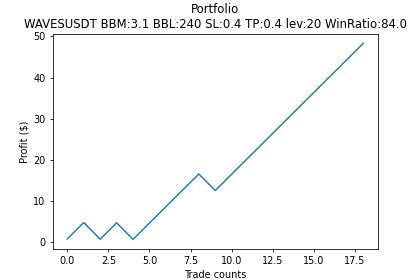 Portfolio
WAVESUSDT BBM:3.1 BBL:240 SL:0.4 TP:0.4 lev:20 WinRatio:84.0
50
40
30
20
10
0
Profit ($)
0.0 2.5 5.0 7.5 10.0 12.5 15.0 17.5
Trade counts